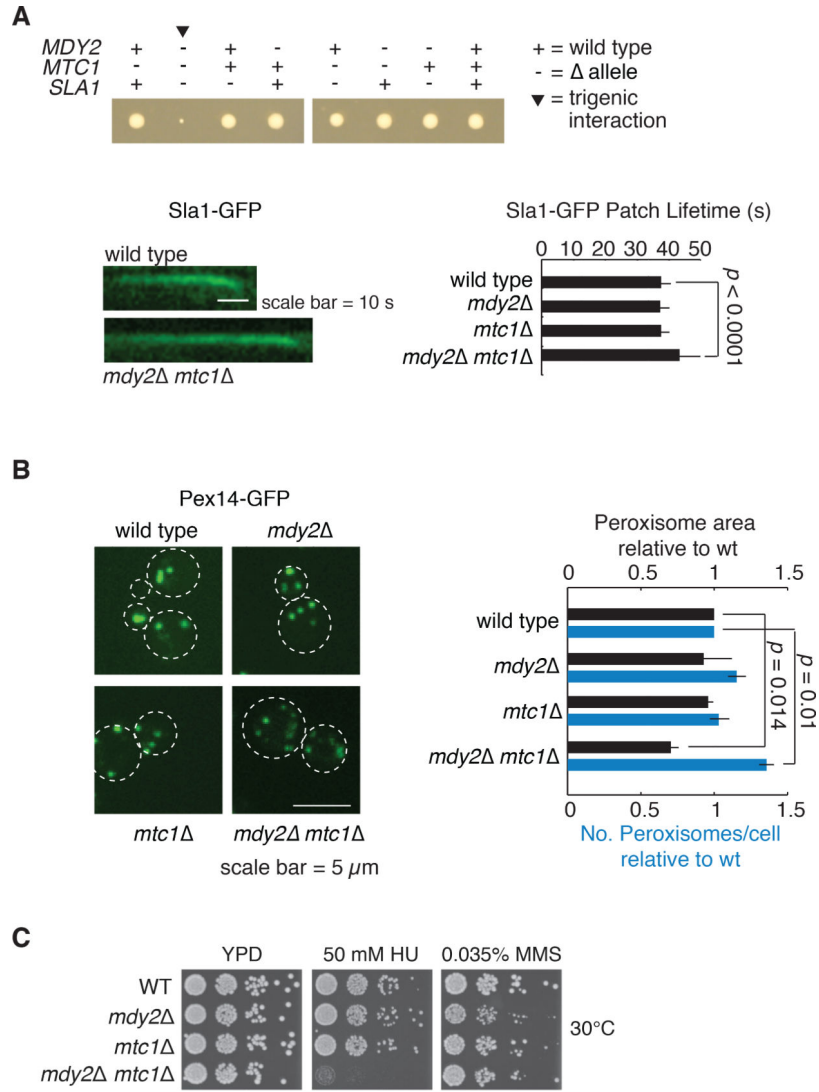 A
MDY2 + - + - + - - + + = wild type
MTC1 - - + + - - + + - = Δ allele
SLA1 + - - + - + - + ▼ = trigenic
interaction
Sla1-GFP
wild type
scale bar = 10 s
mdy2Δ mtc1Δ
Sla1-GFP Patch Lifetime (s)
0 10 20 30 40 50
wild type
mdy2Δ
mtc1Δ
mdy2Δ mtc1Δ
p < 0.0001
B
Pex14-GFP
wild type mdy2Δ
mtc1Δ mdy2Δ mtc1Δ
scale bar = 5 µm
Peroxisome area
relative to wt
0 0.5 1 1.5
wild type
mdy2Δ
mtc1Δ
mdy2Δ mtc1Δ
p = 0.014
p = 0.01
0 0.5 1 1.5
No. Peroxisomes/cell
relative to wt
C
YPD 50 mM HU 0.035% MMS
WT
mdy2Δ
mtc1Δ
mdy2Δ mtc1Δ
30°C